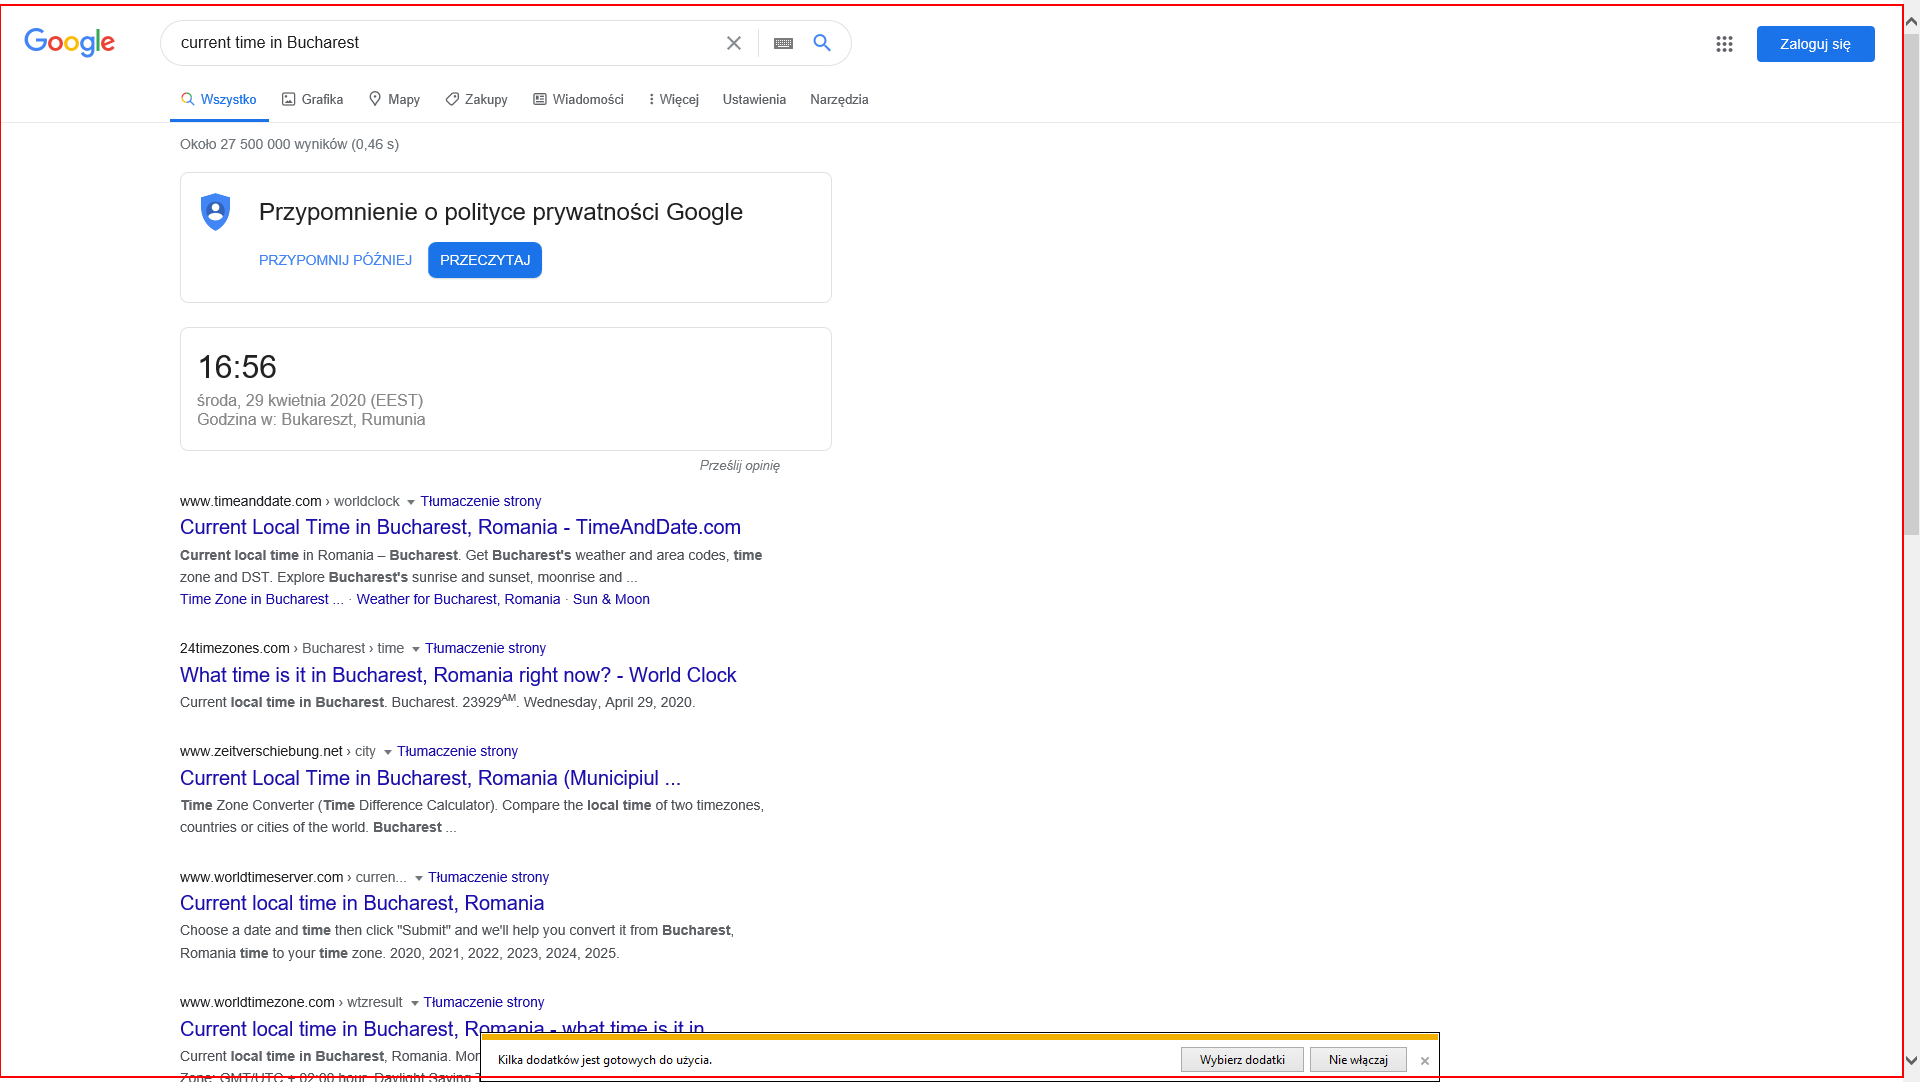 Google
current time in Bucharest
Zaloguj się
Wszystko Grafika Mapy Zakupy Wiadomości Więcej Ustawienia Narzędzia
Około 27 500 000 wyników (0,46 s)
Przypomnienie o polityce prywatności Google
PRZYPOMNIJ PÓŹNIEJ PRZECZYTAJ
16:56
środa, 29 kwietnia 2020 (EEST)
Godzina w: Bukareszt, Rumunia
Prześlij opinię
www.timeanddate.com › worldclock Tłumaczenie strony
Current Local Time in Bucharest, Romania - TimeAndDate.com
Current local time in Romania – Bucharest. Get Bucharest's weather and area codes, time
zone and DST. Explore Bucharest's sunrise and sunset, moonrise and ...
Time Zone in Bucharest ... · Weather for Bucharest, Romania · Sun & Moon
24timezones.com › Bucharest › time Tłumaczenie strony
What time is it in Bucharest, Romania right now? - World Clock
Current local time in Bucharest. Bucharest. 23929AM. Wednesday, April 29, 2020.
www.zeitverschiebung.net › city Tłumaczenie strony
Current Local Time in Bucharest, Romania (Municipiul ...
Time Zone Converter (Time Difference Calculator). Compare the local time of two timezones,
countries or cities of the world. Bucharest ...
www.worldtimeserver.com › curren... Tłumaczenie strony
Current local time in Bucharest, Romania
Choose a date and time then click "Submit" and we'll help you convert it from Bucharest,
Romania time to your time zone. 2020, 2021, 2022, 2023, 2024, 2025.
www.worldtimezone.com › wtzresult Tłumaczenie strony
Current local time in Bucharest, Romania - what time is it in
Current local time in Bucharest, Romania.
Zone: GMT/UTC + 02:00 hour. Daylight Saving
Kilka dodatków jest gotowych do użycia.
Wybierz dodatki Nie włączaj